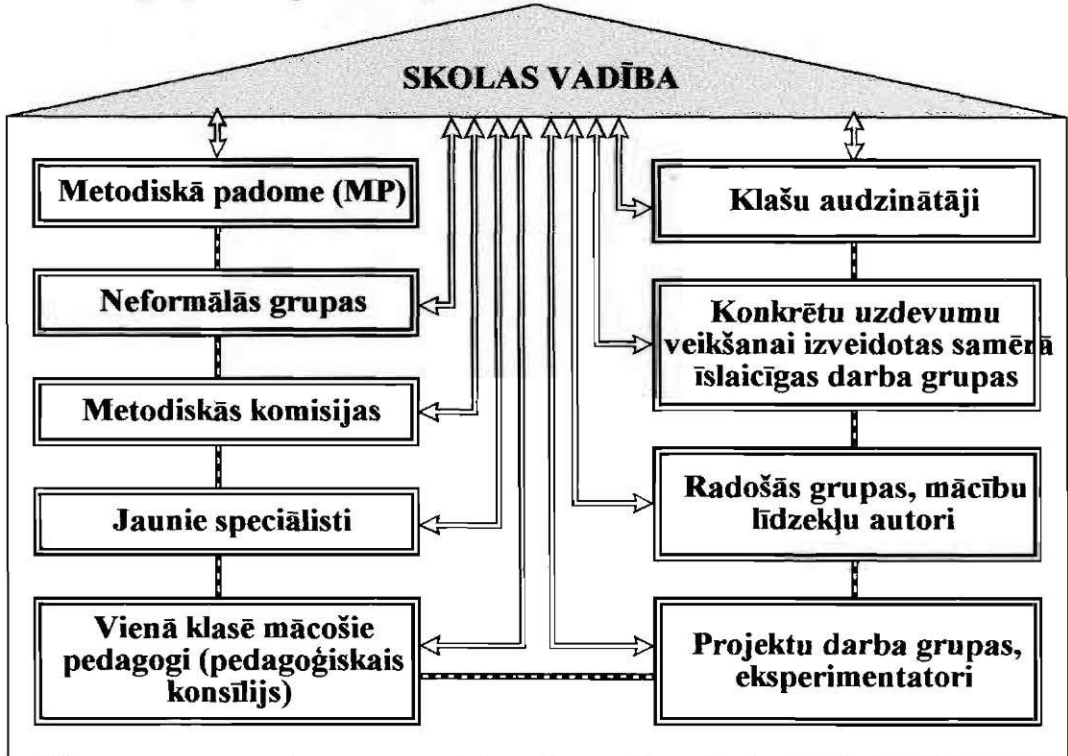 SKOLAS VADĪBA
Metodiskā padome (MP)
Neformālās grupas
Metodiskās komisijas
Jaunie speciālisti
Vienā klasē mācošie
pedagogi (pedagoģiskais
konsīlijs)
Klašu audzinātāji
Konkrētu uzdevumu
veikšanai izveidotas samērā
īslaicīgas darba grupas
Radošās grupas, mācību
līdzekļu autori
Projektu darba grupas,
eksperimentatori